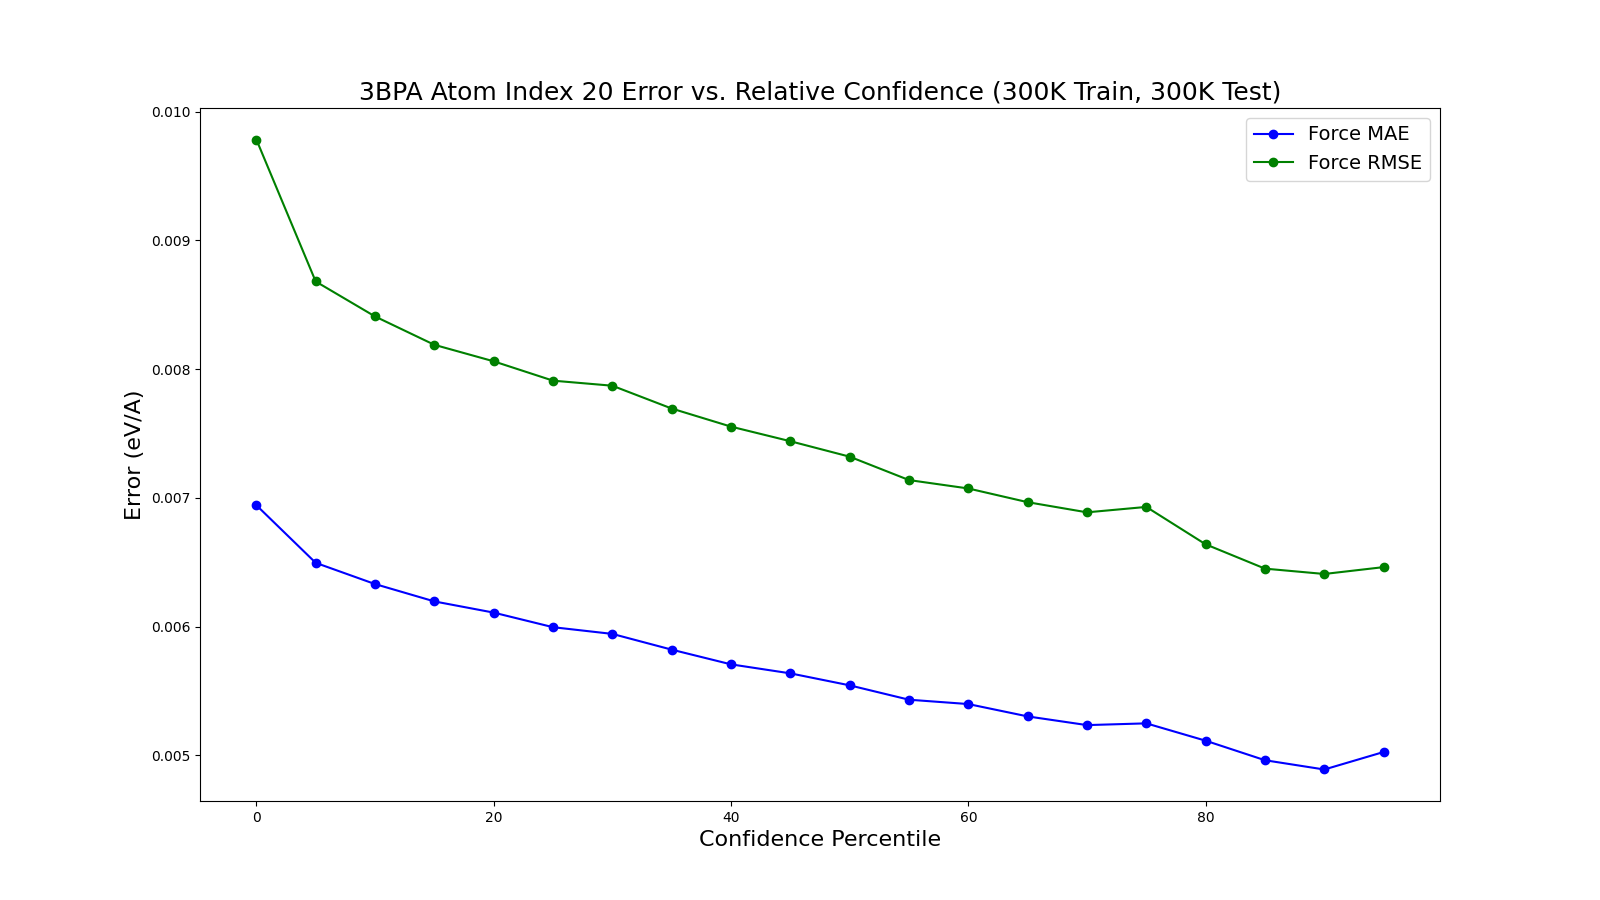 3BPA Atom Index 20 Error vs. Relative Confidence (300K Train, 300K Test)
Force MAE
Force RMSE
0.010
0.009
0.008
0.007
0.006
0.005
Error (eV/A)
0
20
40
60
80
Confidence Percentile